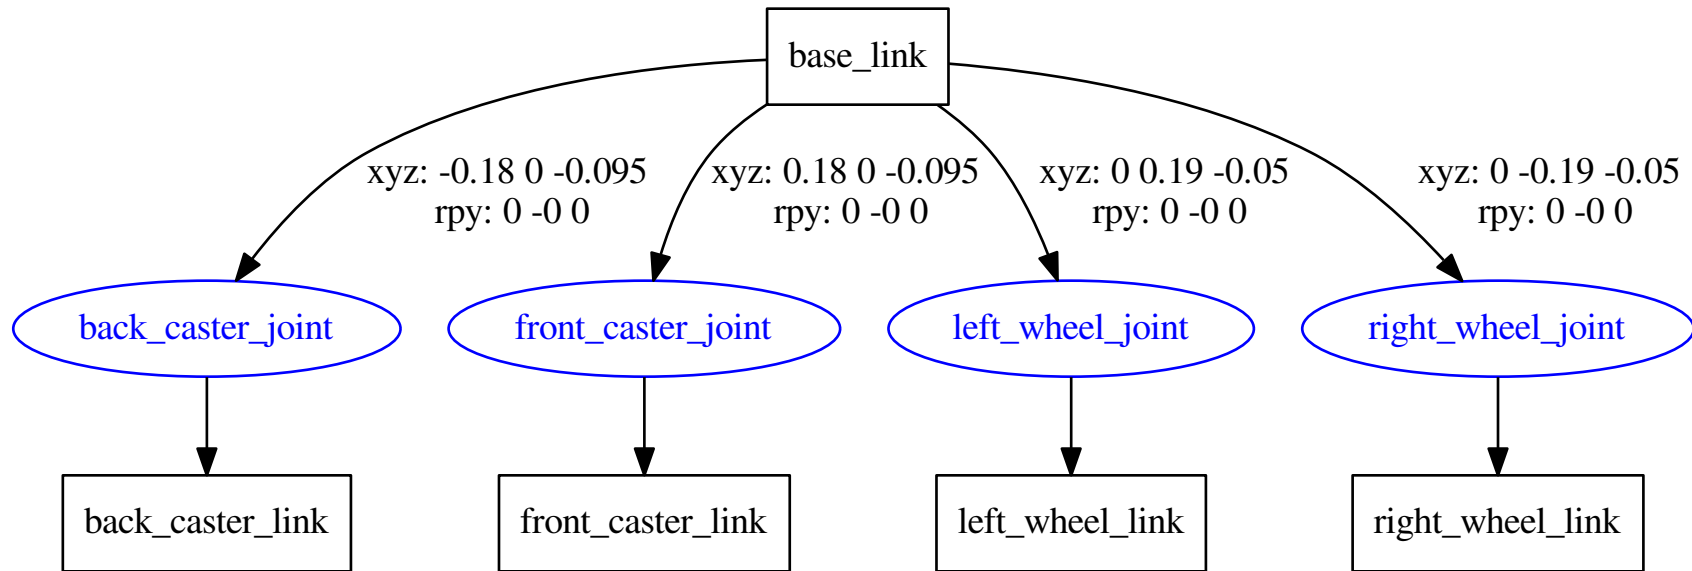 base_link
xyz: -0.18 0 -0.095
rpy: 0 -0 0
xyz: 0.18 0 -0.095
rpy: 0 -0 0
xyz: 0 0.19 -0.05
rpy: 0 -0 0
xyz: 0 -0.19 -0.05
rpy: 0 -0 0
back_caster_joint
front_caster_joint
left_wheel_joint
right_wheel_joint
back_caster_link
front_caster_link
left_wheel_link
right_wheel_link